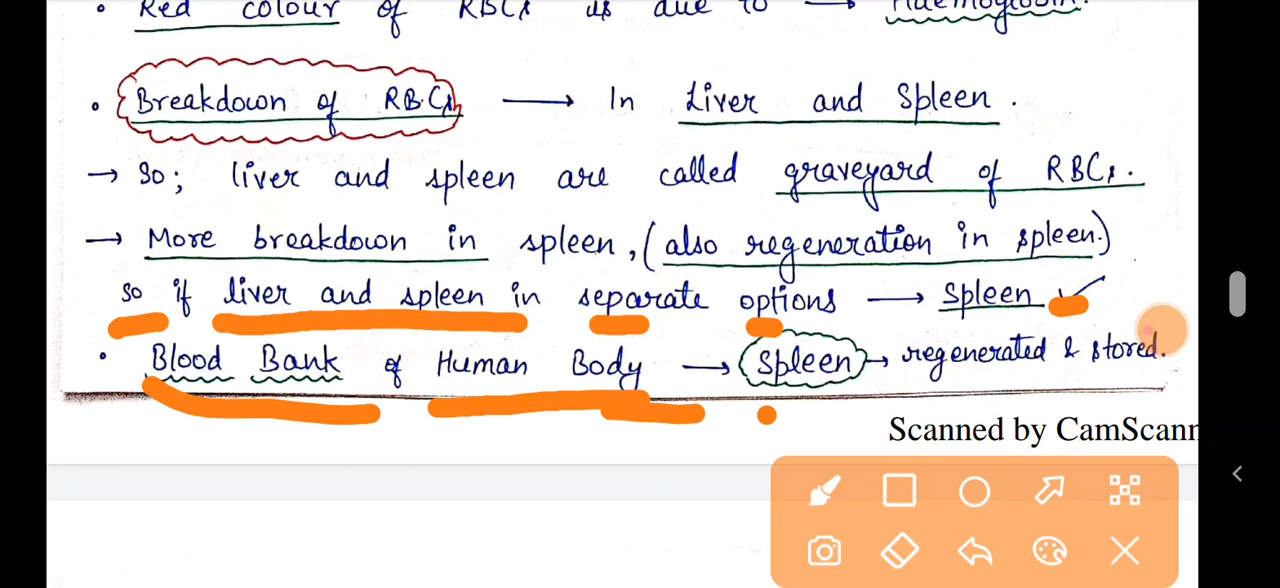 • Red colour of RBCs is due to → Haemoglobin.
• Breakdown of RBCs → In Liver and Spleen.
→ So; liver and spleen are called graveyard of RBCs.
→ More breakdown in spleen, (also regeneration in spleen.)
so if liver and spleen in separate options → Spleen ✓
• Blood Bank of Human Body → Spleen → regenerated & stored.
Scanned by CamScann